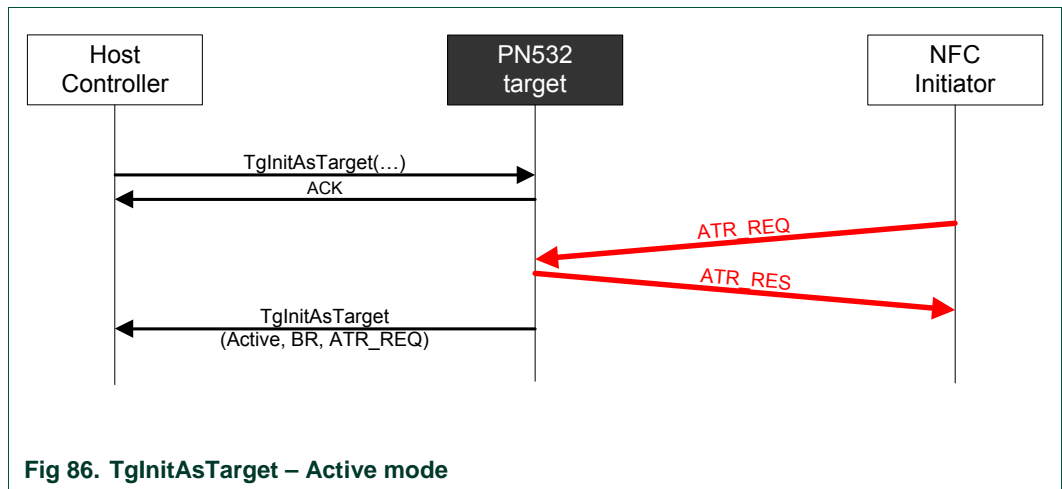 Host
Controller
PN532
target
NFC
Initiator
TgInitAsTarget(…)
ACK
ATR_REQ
ATR_RES
TgInitAsTarget
(Active, BR, ATR_REQ)
Fig 86. TgInitAsTarget – Active mode